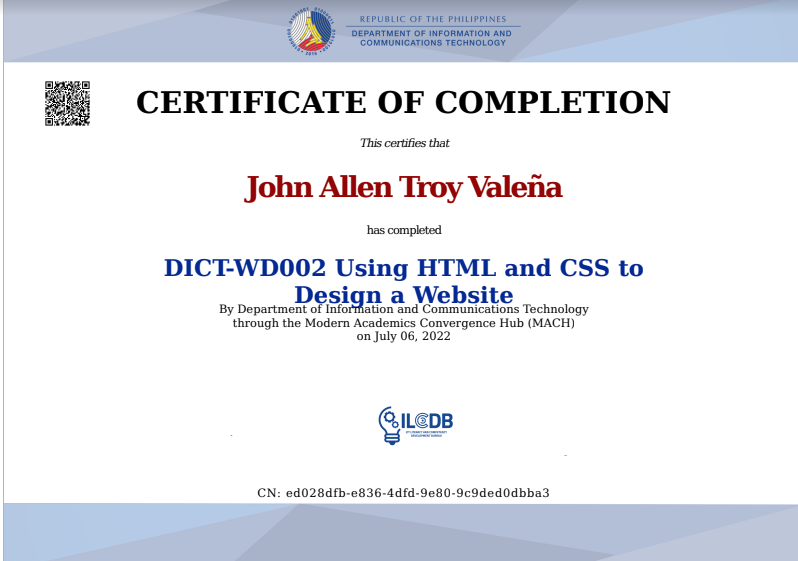 REPUBLIC OF THE PHILIPPINES
DEPARTMENT OF INFORMATION AND
COMMUNICATIONS TECHNOLOGY
CERTIFICATE OF COMPLETION
This certifies that
John Allen Troy Valeña
has completed
DICT-WD002 Using HTML and CSS to
Design a Website
By Department of Information and Communications Technology
through the Modern Academics Convergence Hub (MACH)
on July 06, 2022
ILCDB
CN: ed028dfb-e836-4dfd-9e80-9c9ded0dbba3